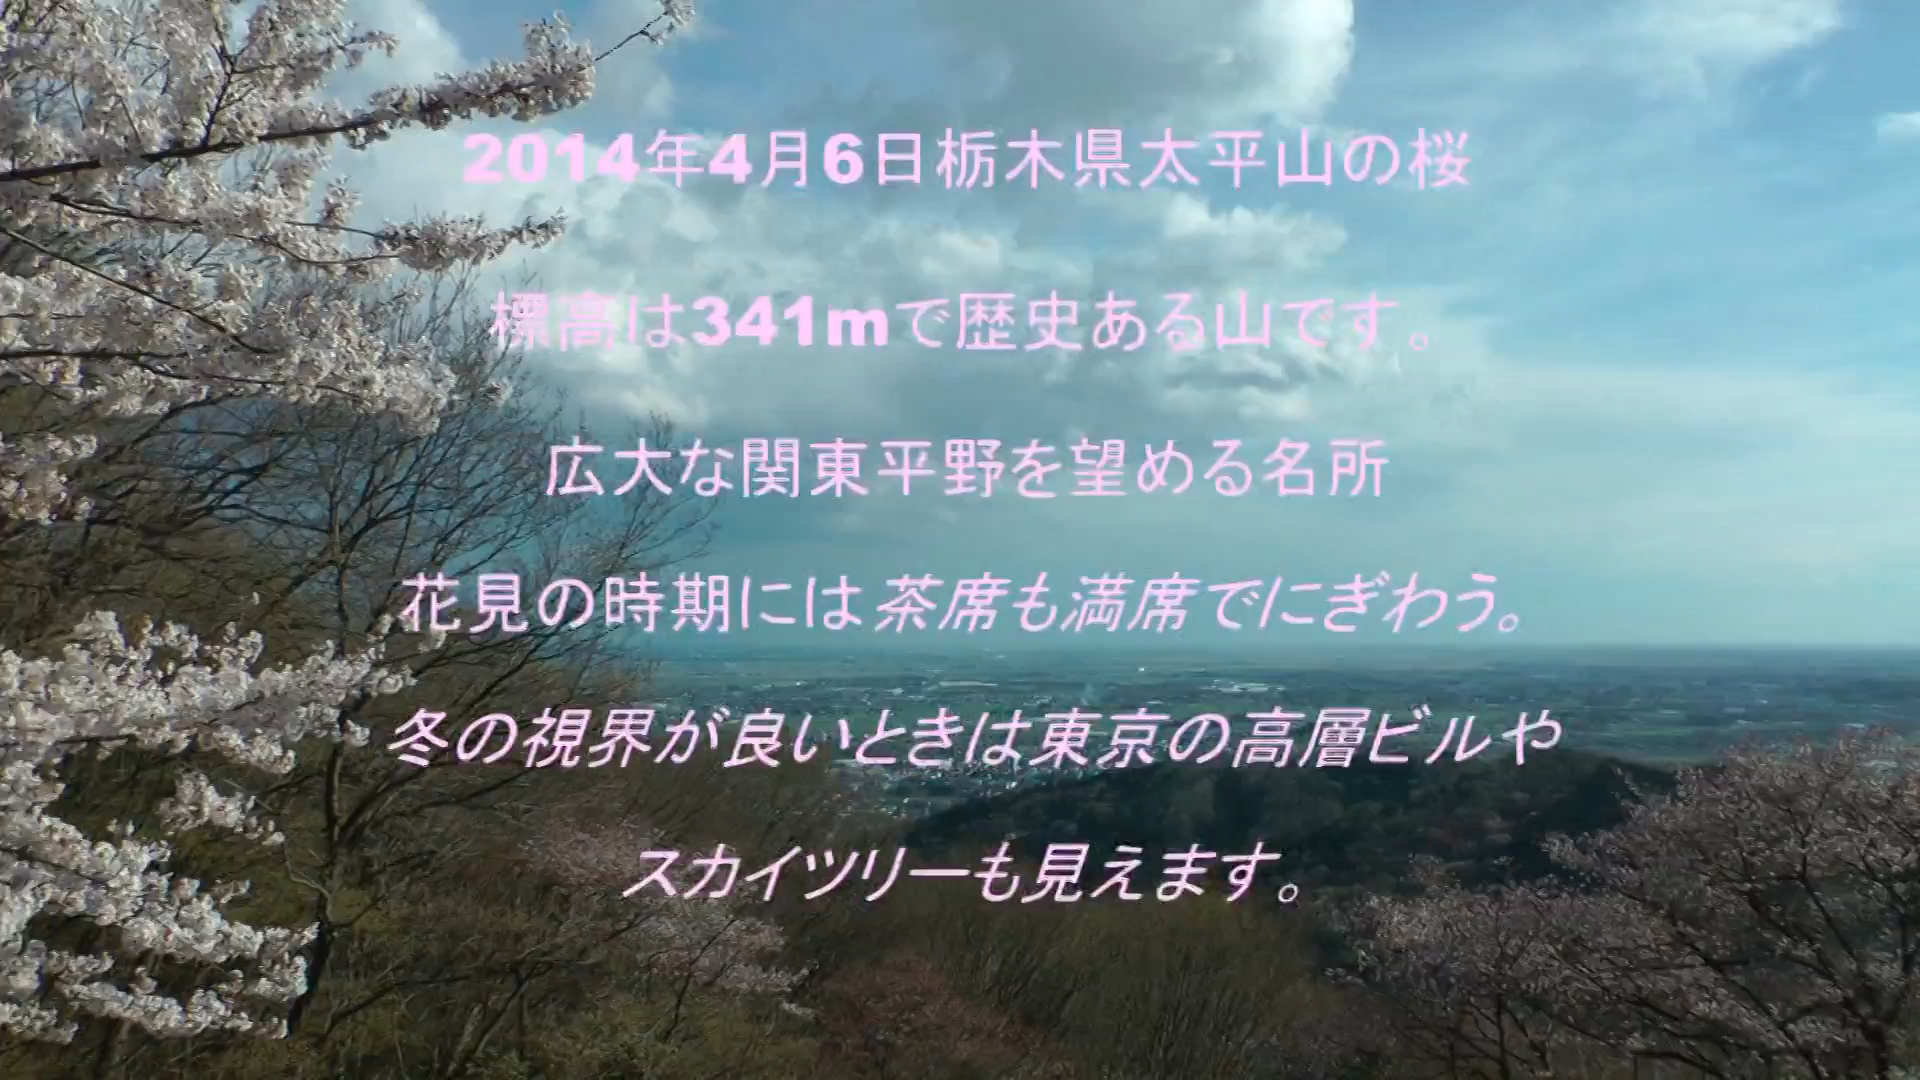 2014年4月6日栃木県太平山の桜
標高は341mで歴史ある山です。
広大な関東平野を望める名所
花見の時期には茶席も満席でにぎわう。
冬の視界が良いときは東京の高層ビルや
スカイツリーも見えます。